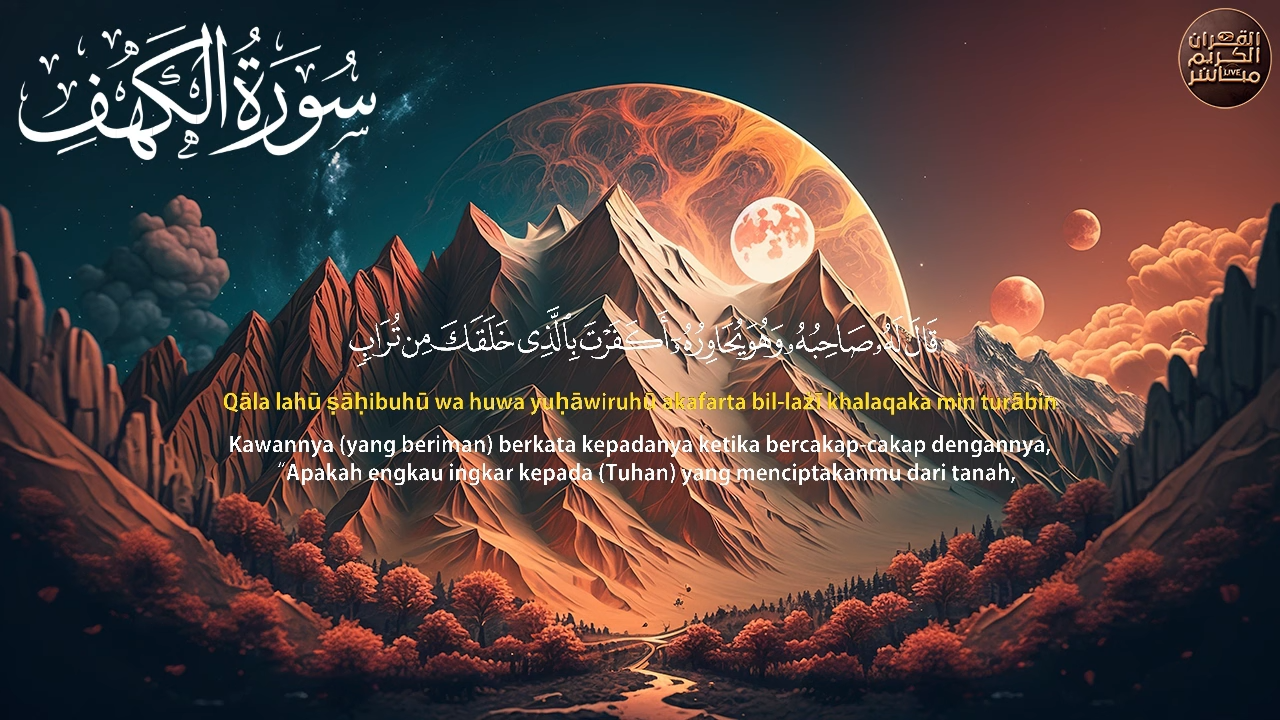 سُورَةُ الْكَهْفِ
القرآن
الكريم
LIVE
مباشر
قَالَ لَهُۥ صَاحِبُهُۥ وَهُوَ يُحَاوِرُهُۥٓ أَكَفَرْتَ بِٱلَّذِى خَلَقَكَ مِن تُرَابٍ
Qāla lahū ṣāḥibuhū wa huwa yuḥāwiruhū akafarta bil-lażī khalaqaka min turābin
Kawannya (yang beriman) berkata kepadanya ketika bercakap-cakap dengannya,
“Apakah engkau ingkar kepada (Tuhan) yang menciptakanmu dari tanah,